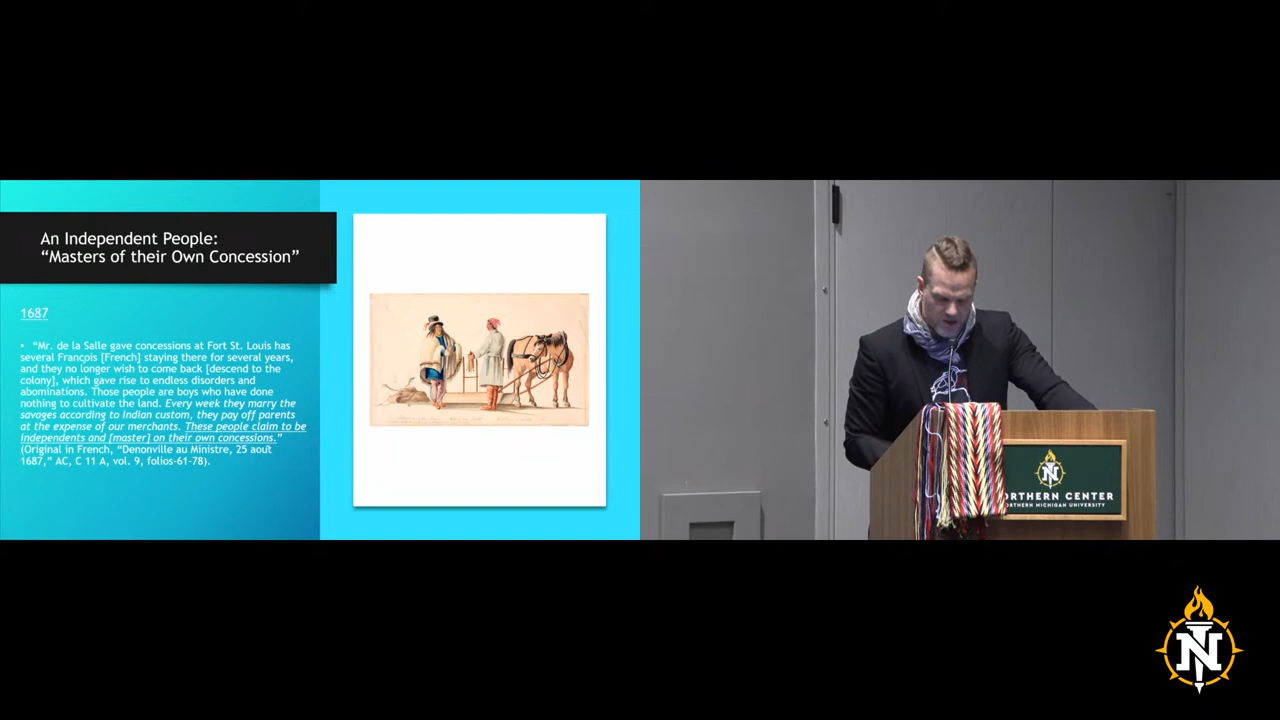 An Independent People:
“Masters of their Own Concession”
1687
• “Mr. de la Salle gave concessions at Fort St. Louis has
several François [French] staying there for several years,
and they no longer wish to come back [descend to the
colony], which gave rise to endless disorders and
abominations. Those people are boys who have done
nothing to cultivate the land. Every week they marry the
savages according to Indian custom, they pay off parents
at the expense of our merchants. These people claim to be
independents and [master] on their own concessions.”
(Original in French, “Denonville au Ministre, 25 août
1687,” AC, C 11 A, vol. 9, folios-61-78).
N
ORTHERN CENTER
NORTHERN MICHIGAN UNIVERSITY
N